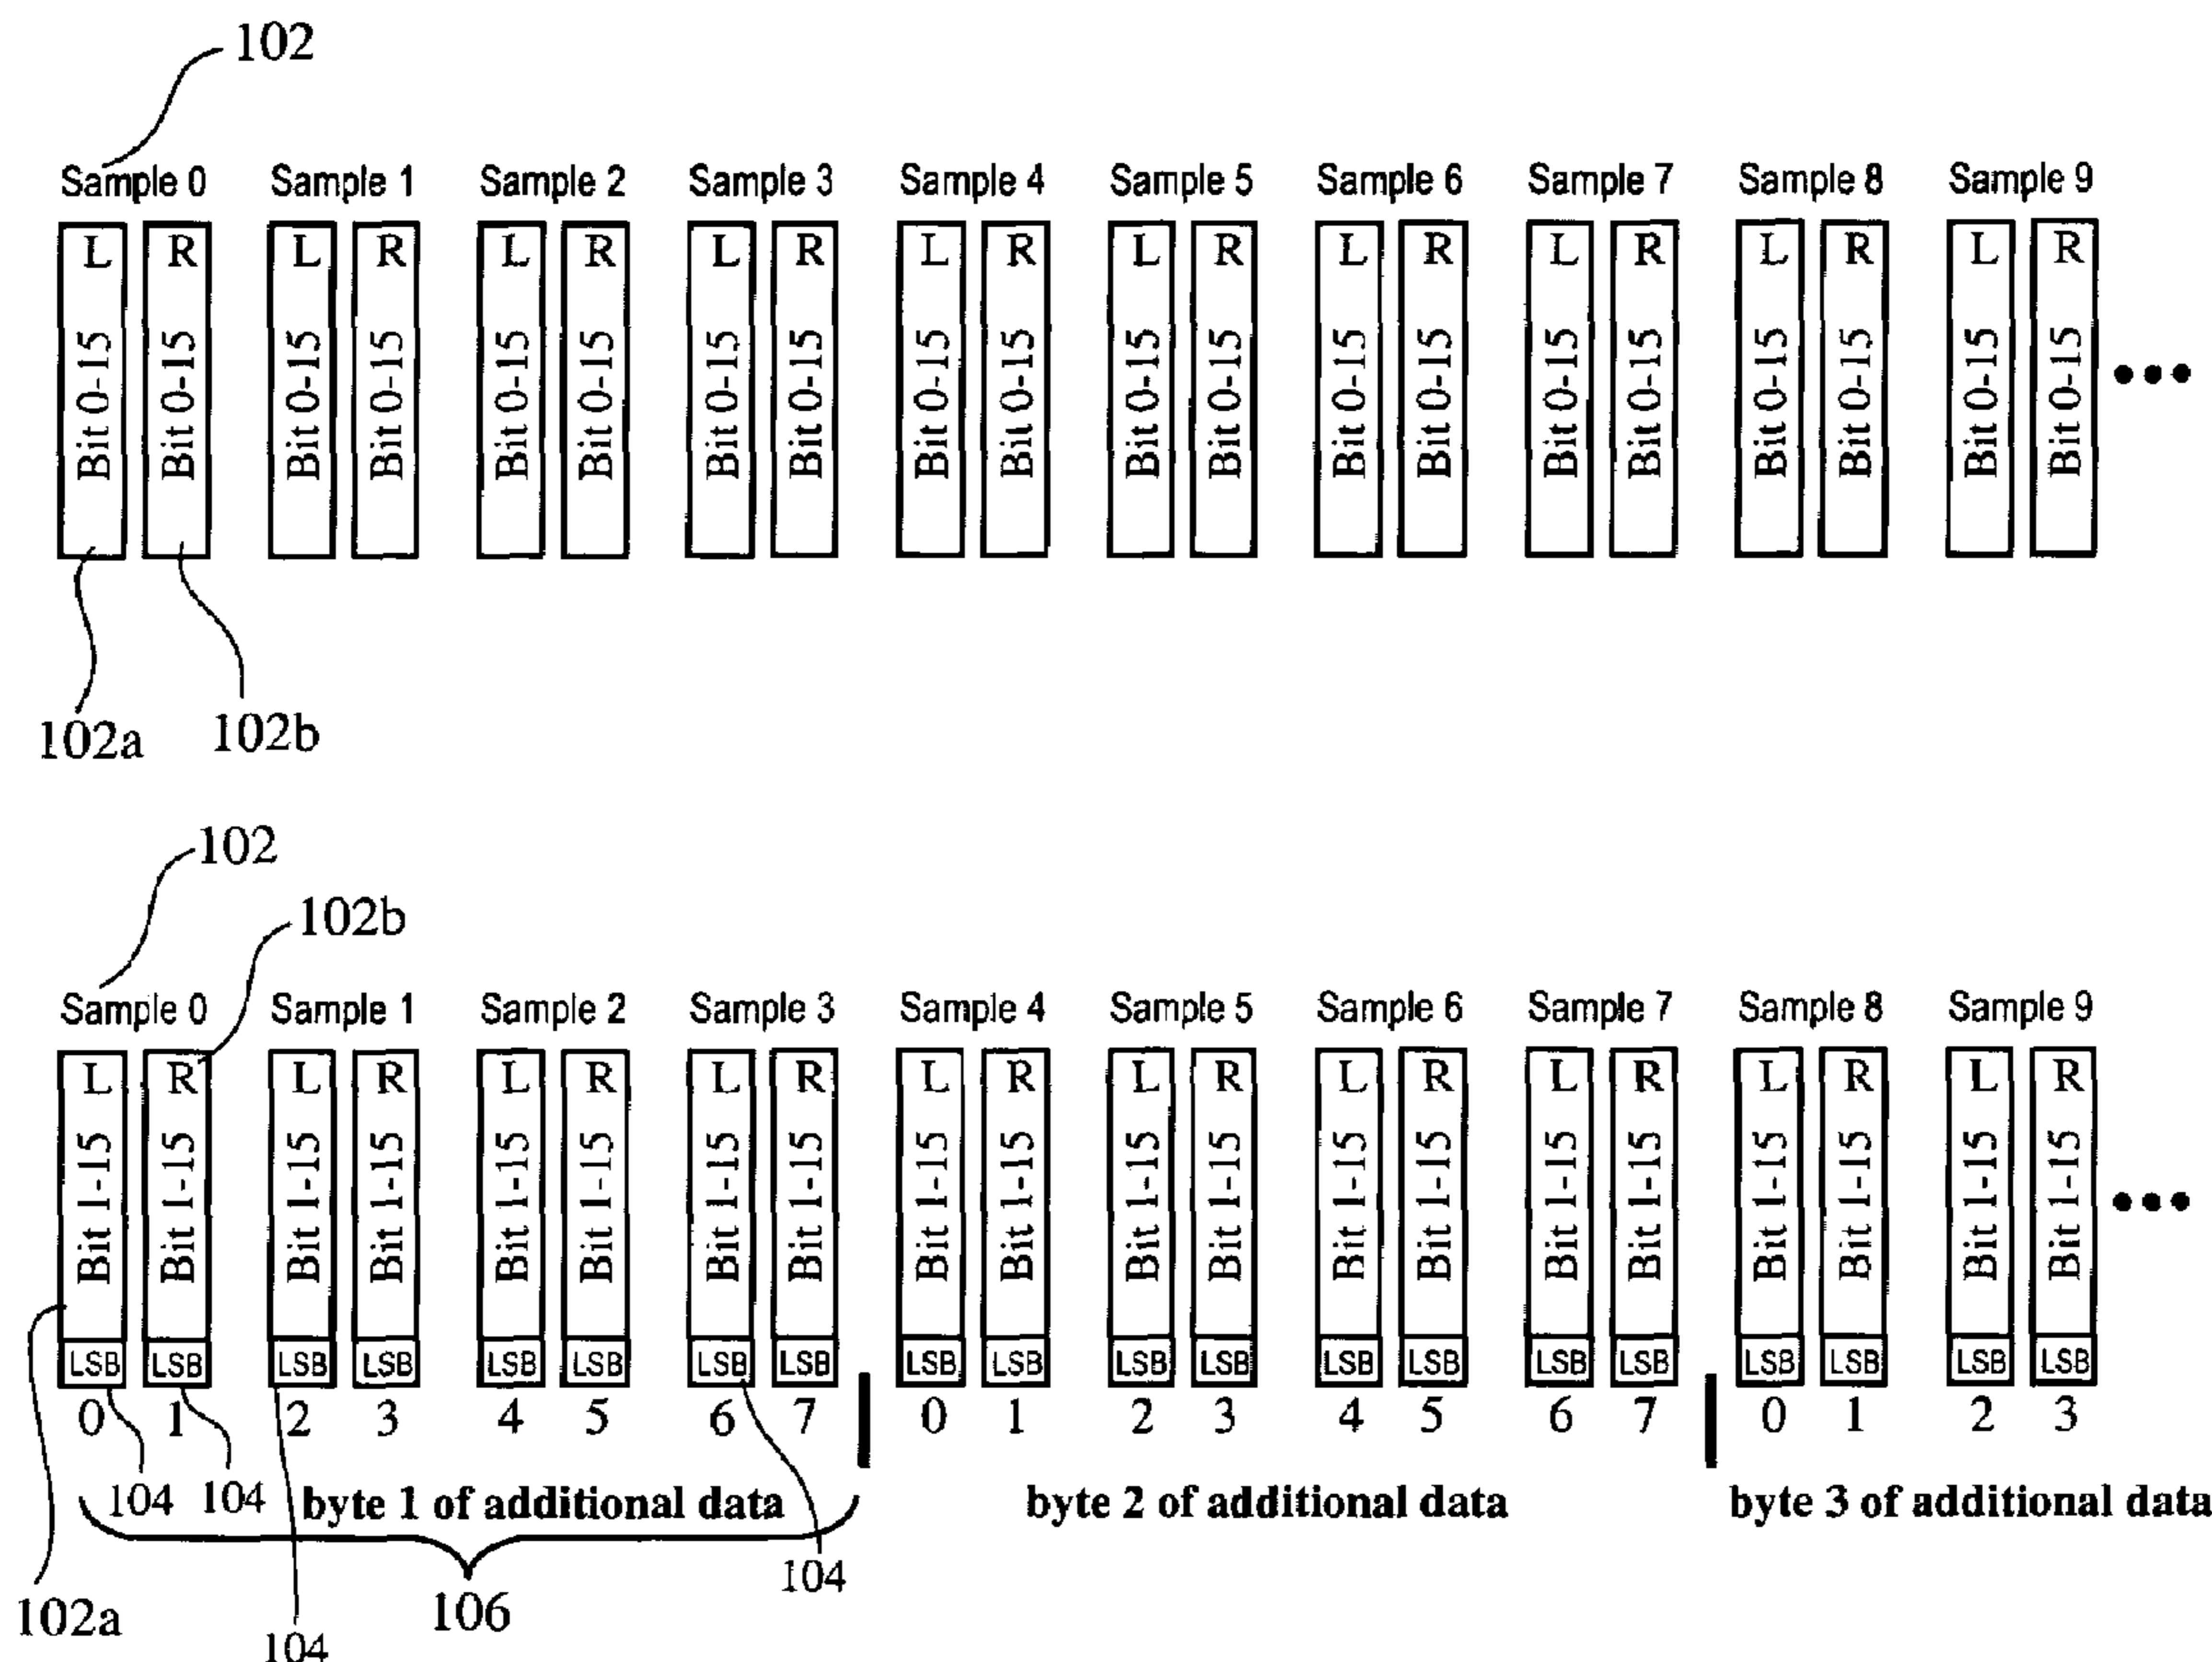 102
Sample 0 Sample 1 Sample 2 Sample 3 Sample 4 Sample 5 Sample 6 Sample 7 Sample 8 Sample 9
L R L R L R L R L R L R L R L R L R L R
Bit 0-15 Bit 0-15 Bit 0-15 Bit 0-15 Bit 0-15 Bit 0-15 Bit 0-15 Bit 0-15 Bit 0-15 Bit 0-15 Bit 0-15 Bit 0-15 Bit 0-15 Bit 0-15 Bit 0-15 Bit 0-15 Bit 0-15 Bit 0-15 Bit 0-15 Bit 0-15 •••
102a 102b
102
102b
Sample 0 Sample 1 Sample 2 Sample 3 Sample 4 Sample 5 Sample 6 Sample 7 Sample 8 Sample 9
L R L R L R L R L R L R L R L R L R L R
Bit 1-15 Bit 1-15 Bit 1-15 Bit 1-15 Bit 1-15 Bit 1-15 Bit 1-15 Bit 1-15 Bit 1-15 Bit 1-15 Bit 1-15 Bit 1-15 Bit 1-15 Bit 1-15 Bit 1-15 Bit 1-15 Bit 1-15 Bit 1-15 Bit 1-15 Bit 1-15 •••
LSB LSB LSB LSB LSB LSB LSB LSB LSB LSB LSB LSB LSB LSB LSB LSB LSB LSB LSB LSB
0 1 2 3 4 5 6 7 0 1 2 3 4 5 6 7 0 1 2 3
104 104 byte 1 of additional data byte 2 of additional data byte 3 of additional data
104
102a 106
104